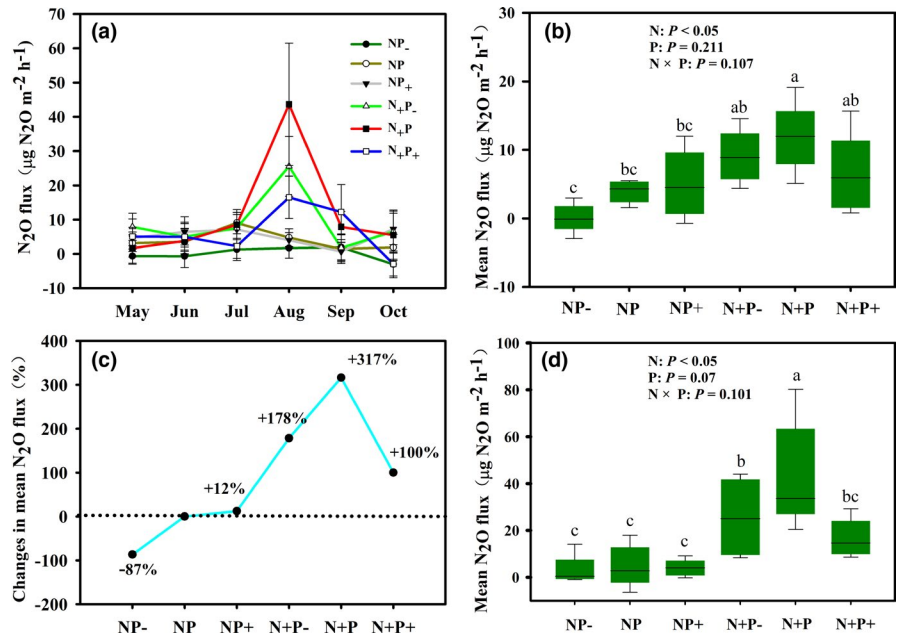 (a)
N₂O flux (μg N₂O m⁻² h⁻¹)
70
60
50
40
30
20
10
0
-10
NP₋
NP
NP₊
N₊P₋
N₊P
N₊P₊
May Jun Jul Aug Sep Oct
(b)
Mean N₂O flux (μg N₂O m⁻² h⁻¹)
30
20
10
0
-10
N: P < 0.05
P: P = 0.211
N × P: P = 0.107
c bc bc ab a ab
NP- NP NP+ N+P- N+P N+P+
(c)
Changes in mean N₂O flux (%)
400
300
200
100
0
-100
-200
-87%
+12%
+178%
+317%
+100%
NP- NP NP+ N+P- N+P N+P+
(d)
Mean N₂O flux (μg N₂O m⁻² h⁻¹)
100
80
60
40
20
0
N: P < 0.05
P: P = 0.07
N × P: P = 0.101
c c c b a bc
NP- NP NP+ N+P- N+P N+P+